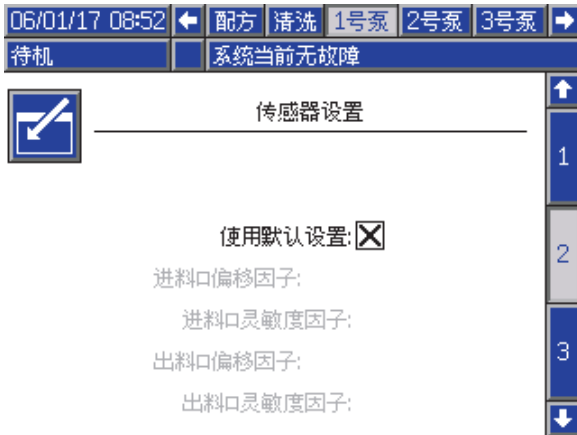 06/01/17 08:52 配方 清洗 1号泵 2号泵 3号泵
待机 系统当前无故障
传感器设置
1
使用默认设置:
2
进料口偏移因子:
进料口灵敏度因子:
出料口偏移因子:
3
出料口灵敏度因子: